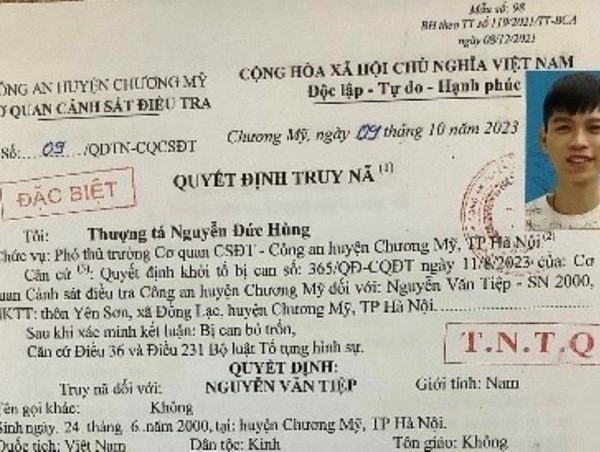 Mẫu số: 98
BH theo TT số 119/2021/TT-BCA
ngày 08/12/2021
CÔNG AN HUYỆN CHƯƠNG MỸ
CƠ QUAN CẢNH SÁT ĐIỀU TRA
CỘNG HÒA XÃ HỘI CHỦ NGHĨA VIỆT NAM
Độc lập - Tự do - Hạnh phúc
Số: 09 /QDTN-CQCSĐT
Chương Mỹ, ngày 09 tháng 10 năm 2023
ĐẶC BIỆT
QUYẾT ĐỊNH TRUY NÃ (1)
Tôi: Thượng tá Nguyễn Đức Hùng
Chức vụ: Phó thủ trưởng Cơ quan CSĐT - Công an huyện Chương Mỹ, TP Hà Nội (2)
Căn cứ (3): Quyết định khởi tố bị can số: 365/QĐ-CQĐT ngày 11/8/2023 của: Cơ
quan Cảnh sát điều tra Công an huyện Chương Mỹ đối với: Nguyễn Văn Tiệp - SN 2000,
NKTT: thôn Yên Sơn, xã Đồng Lạc, huyện Chương Mỹ, TP Hà Nội.
Sau khi xác minh kết luận: Bị can bỏ trốn,
Căn cứ Điều 36 và Điều 231 Bộ luật Tố tụng hình sự.
T.N.T.Q
QUYẾT ĐỊNH:
Truy nã đối với: NGUYỄN VĂN TIỆP Giới tính: Nam
Tên gọi khác: Không
Sinh ngày 24 tháng 6 năm 2000, tại: huyện Chương Mỹ, TP Hà Nội.
Quốc tịch: Việt Nam Dân tộc: Kinh Tôn giáo: Không